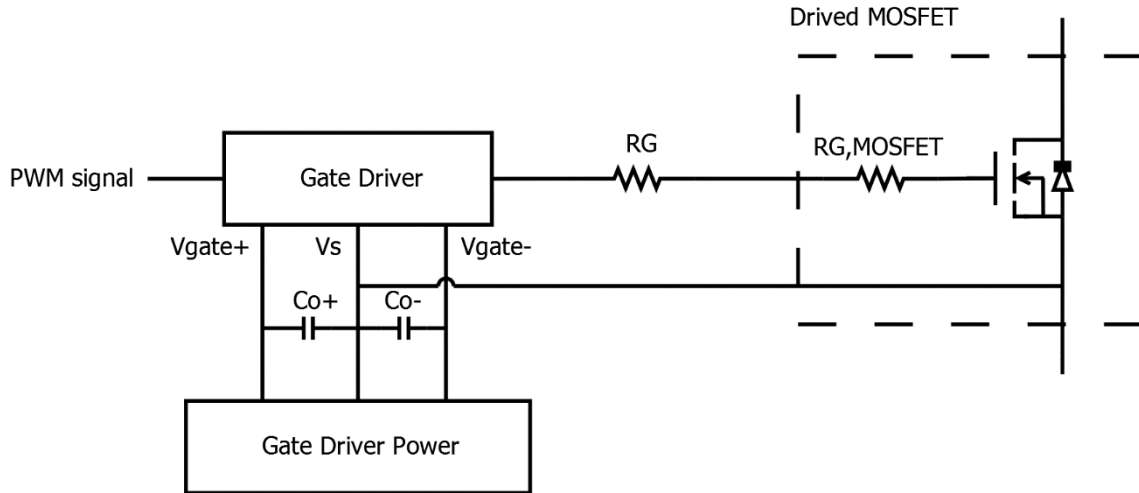 Drived MOSFET
RG
RG,MOSFET
PWM signal
Gate Driver
Vgate+
Vs
Vgate-
Co+
Co-
Gate Driver Power